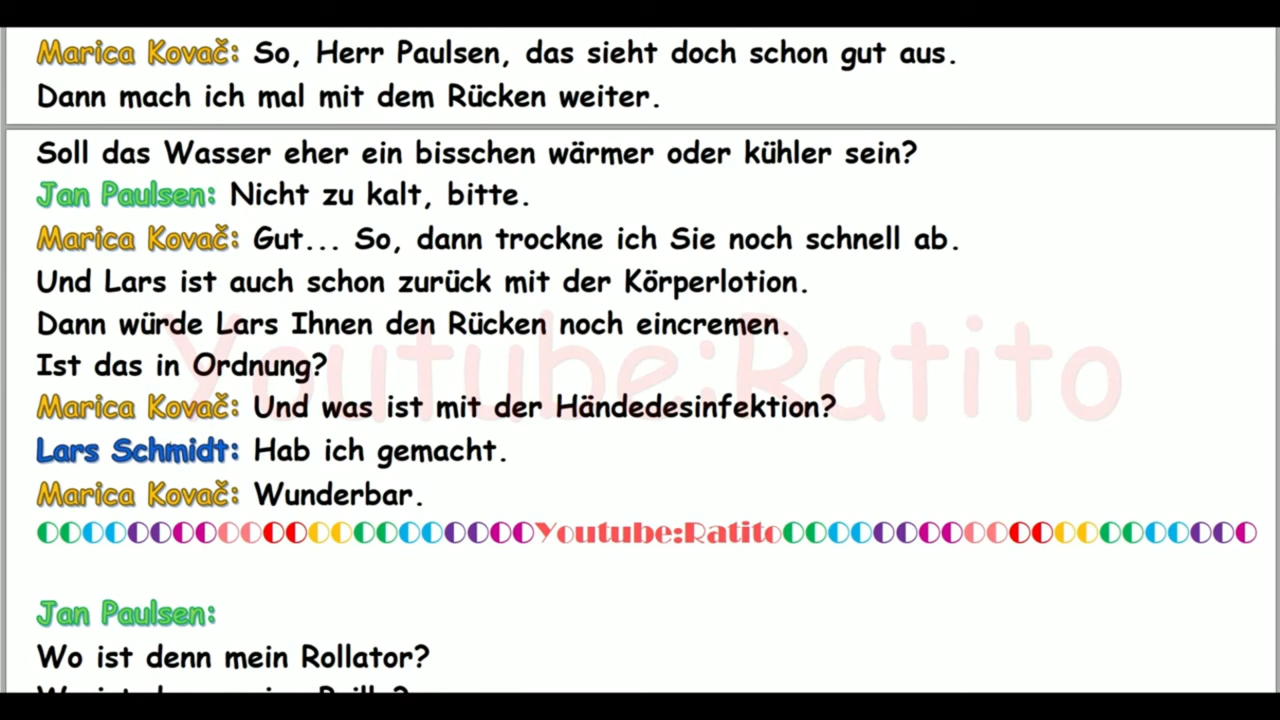 Marica Kovač: So, Herr Paulsen, das sieht doch schon gut aus.
Dann mach ich mal mit dem Rücken weiter.
Soll das Wasser eher ein bisschen wärmer oder kühler sein?
Jan Paulsen: Nicht zu kalt, bitte.
Marica Kovač: Gut... So, dann trockne ich Sie noch schnell ab.
Und Lars ist auch schon zurück mit der Körperlotion.
Dann würde Lars Ihnen den Rücken noch eincremen.
Youtube:Ratito
Ist das in Ordnung?
Marica Kovač: Und was ist mit der Händedesinfektion?
Lars Schmidt: Hab ich gemacht.
Marica Kovač: Wunderbar.
Youtube:Ratito
Jan Paulsen:
Wo ist denn mein Rollator?